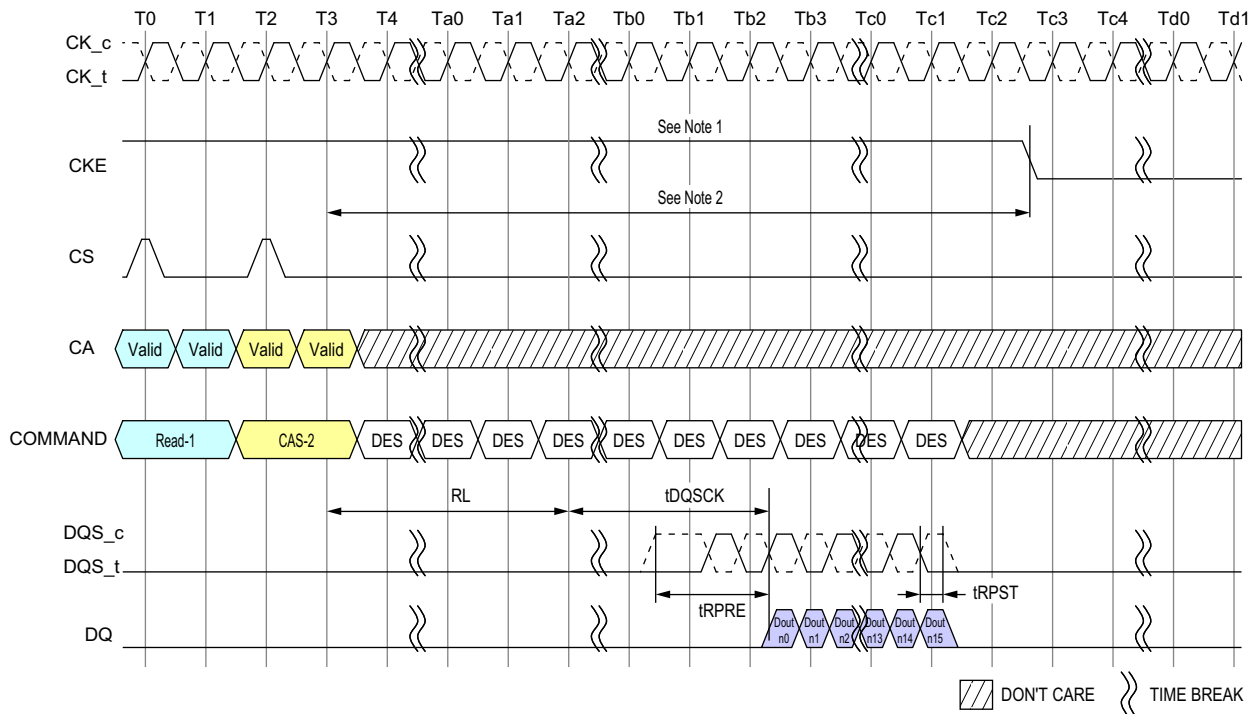 T0 T1 T2 T3 T4 Ta0 Ta1 Ta2 Tb0 Tb1 Tb2 Tb3 Tc0 Tc1 Tc2 Tc3 Tc4 Td0 Td1
CK_c
CK_t
See Note 1
CKE
See Note 2
CS
CA Valid Valid Valid Valid
COMMAND Read-1 CAS-2 DES DES DES DES DES DES DES DES DES DES
RL tDQSCK
DQS_c
DQS_t
tRPRE tRPST
DQ Dout n0 Dout n1 Dout n2 Dout n13 Dout n14 Dout n15
DON'T CARE TIME BREAK